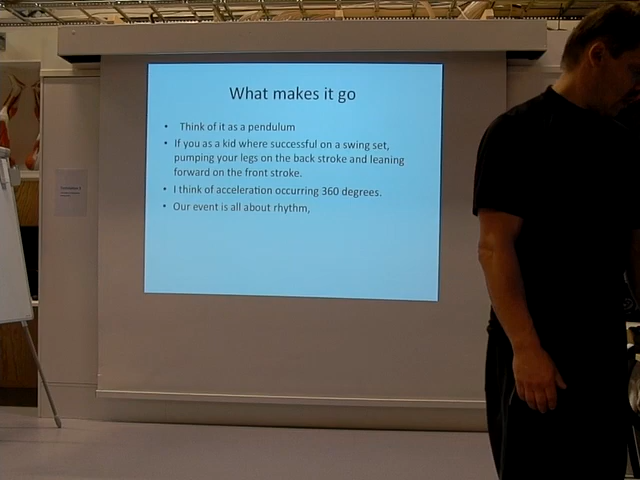 What makes it go
• Think of it as a pendulum
• If you as a kid where successful on a swing set,
pumping your legs on the back stroke and leaning
forward on the front stroke.
• I think of acceleration occurring 360 degrees.
• Our event is all about rhythm,